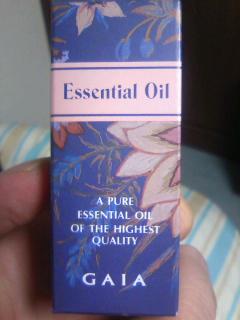 Essential Oil
A PURE
ESSENTIAL OIL
OF THE HIGHEST
QUALITY
GAIA